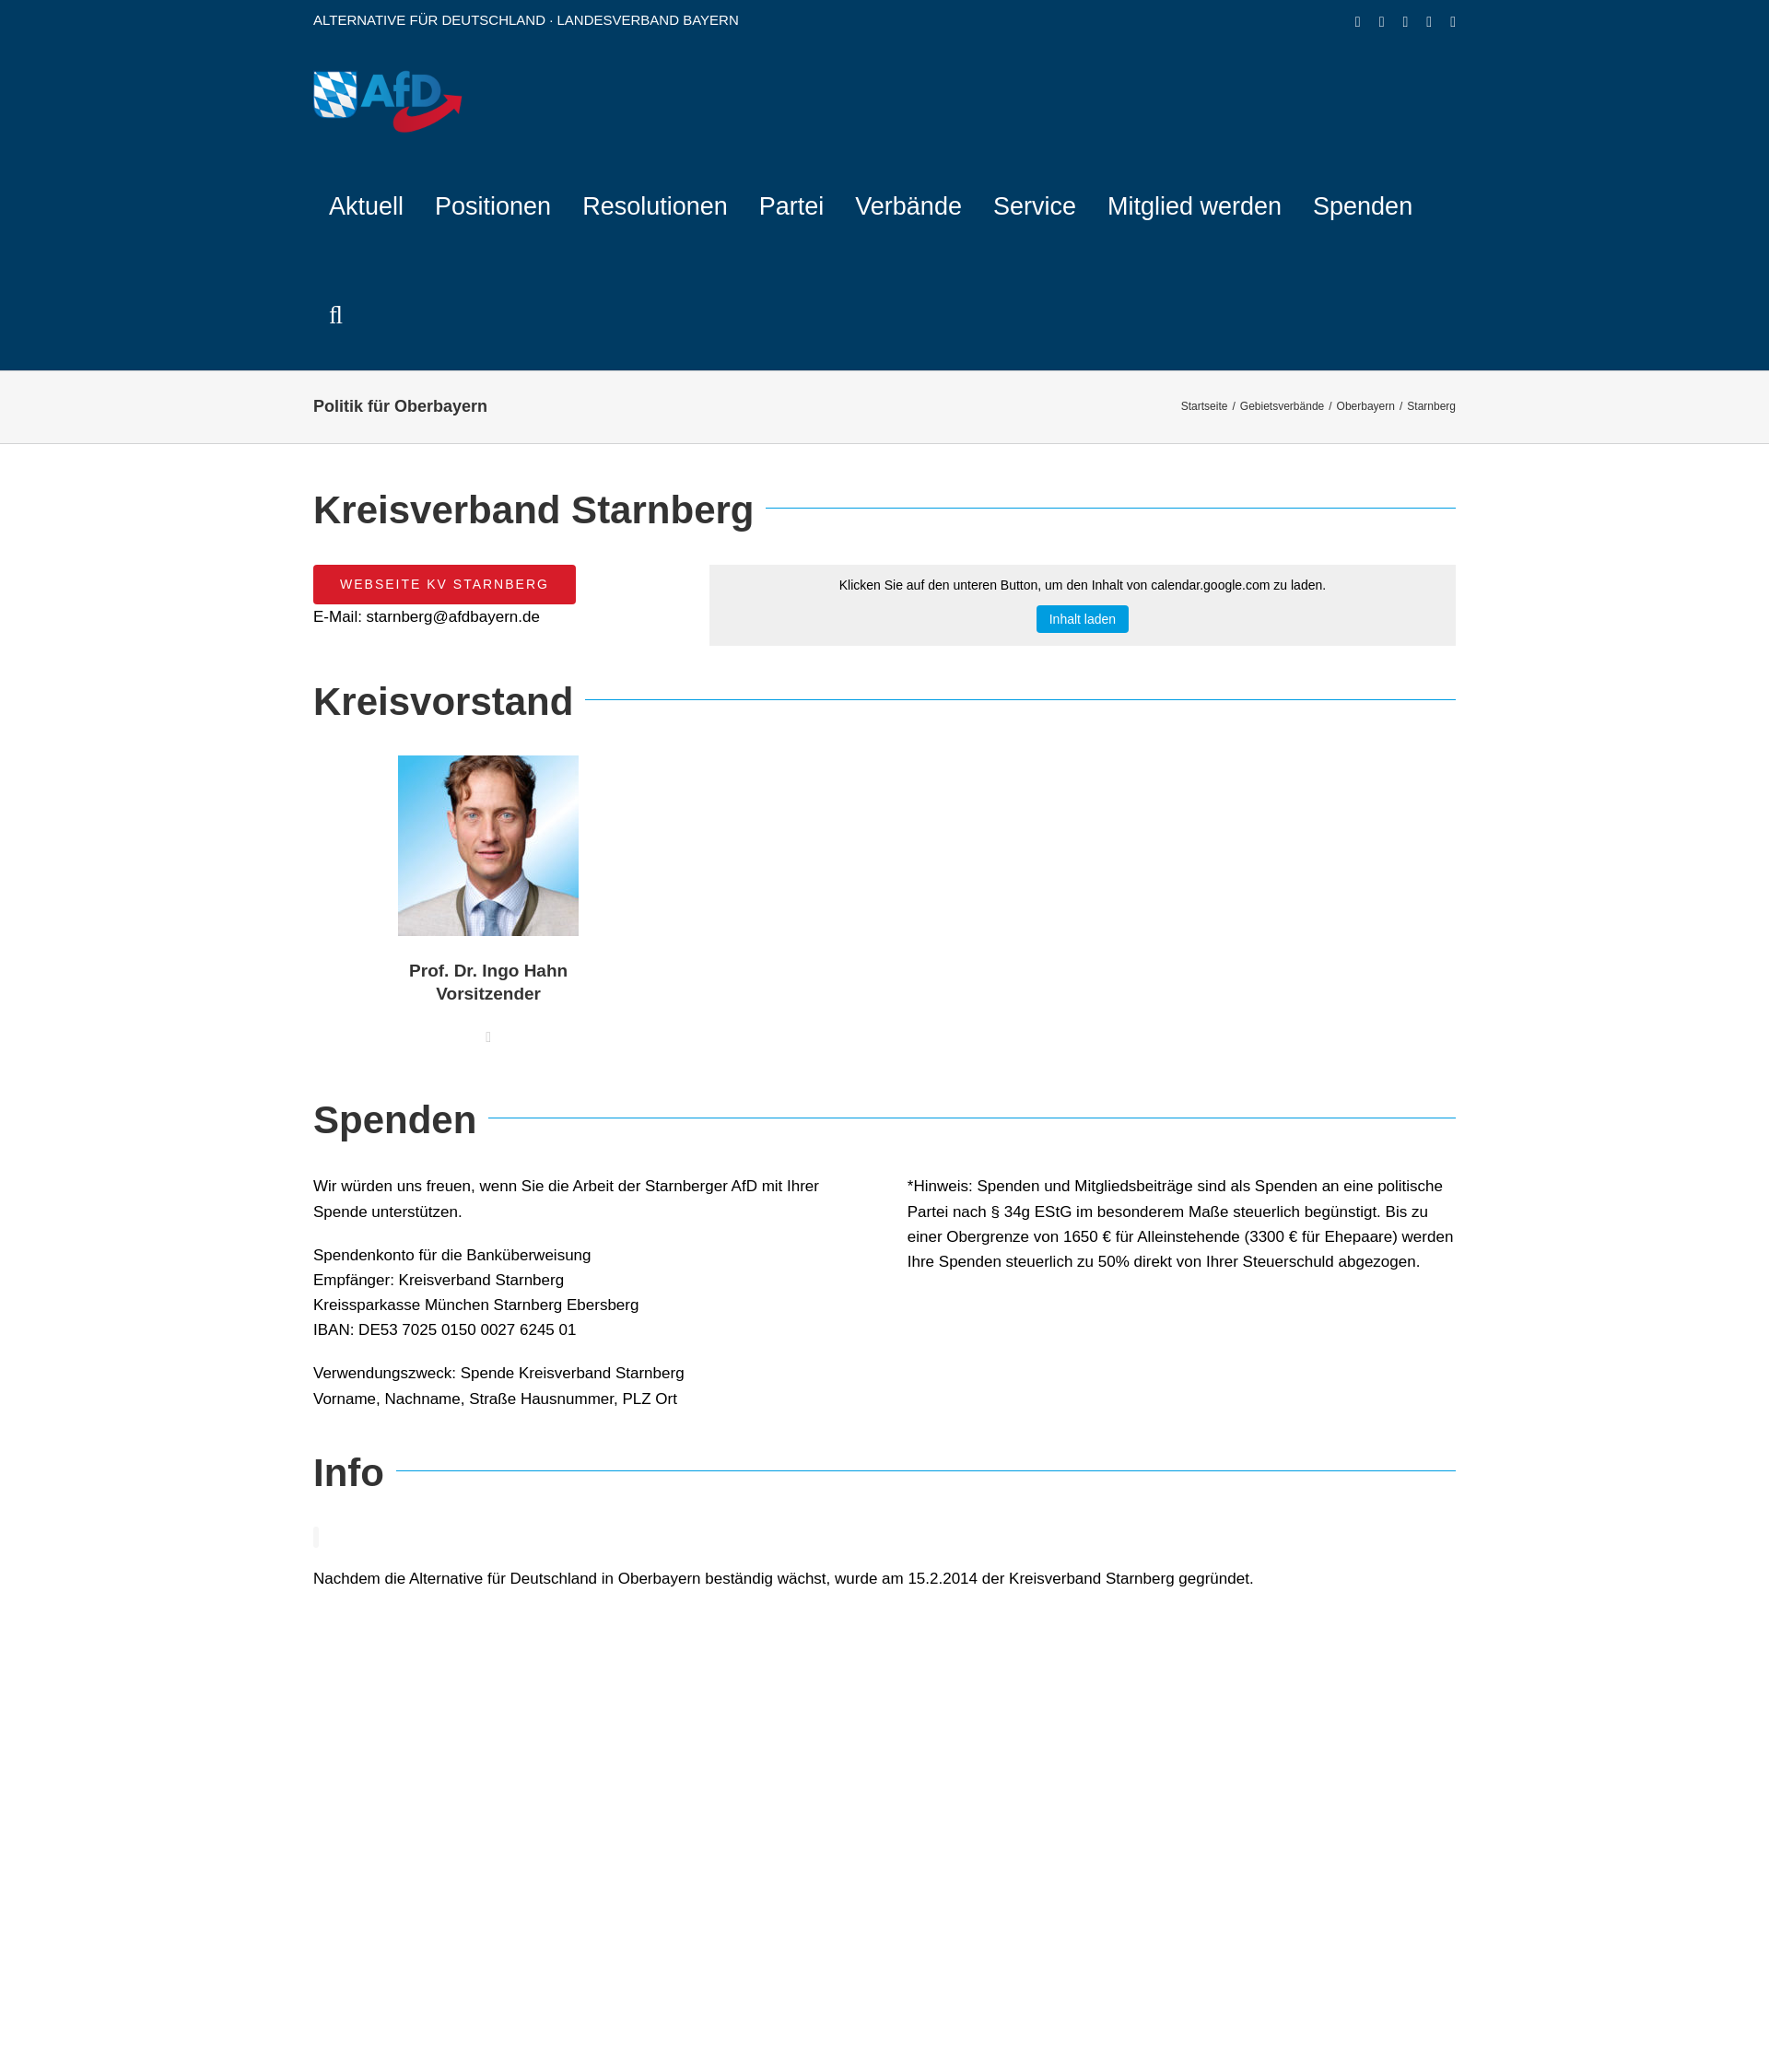 ALTERNATIVE FÜR DEUTSCHLAND · LANDESVERBAND BAYERN
AfD
Aktuell Positionen Resolutionen Partei Verbände Service Mitglied werden Spenden
Politik für Oberbayern
Startseite / Gebietsverbände / Oberbayern / Starnberg
Kreisverband Starnberg
WEBSEITE KV STARNBERG
E-Mail: starnberg@afdbayern.de
Klicken Sie auf den unteren Button, um den Inhalt von calendar.google.com zu laden.
Inhalt laden
Kreisvorstand
Prof. Dr. Ingo Hahn
Vorsitzender
Spenden
Wir würden uns freuen, wenn Sie die Arbeit der Starnberger AfD mit Ihrer
Spende unterstützen.
Spendenkonto für die Banküberweisung
Empfänger: Kreisverband Starnberg
Kreissparkasse München Starnberg Ebersberg
IBAN: DE53 7025 0150 0027 6245 01
Verwendungszweck: Spende Kreisverband Starnberg
Vorname, Nachname, Straße Hausnummer, PLZ Ort
*Hinweis: Spenden und Mitgliedsbeiträge sind als Spenden an eine politische
Partei nach § 34g EStG im besonderem Maße steuerlich begünstigt. Bis zu
einer Obergrenze von 1650 € für Alleinstehende (3300 € für Ehepaare) werden
Ihre Spenden steuerlich zu 50% direkt von Ihrer Steuerschuld abgezogen.
Info
Nachdem die Alternative für Deutschland in Oberbayern beständig wächst, wurde am 15.2.2014 der Kreisverband Starnberg gegründet.